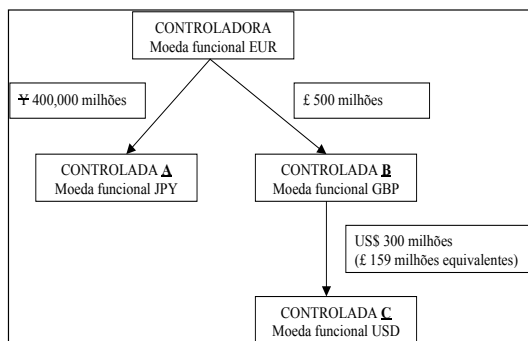 CONTROLADORA
Moeda funcional EUR
¥ 400,000 milhões
£ 500 milhões
CONTROLADA A
Moeda funcional JPY
CONTROLADA B
Moeda funcional GBP
US$ 300 milhões
(£ 159 milhões equivalentes)
CONTROLADA C
Moeda funcional USD